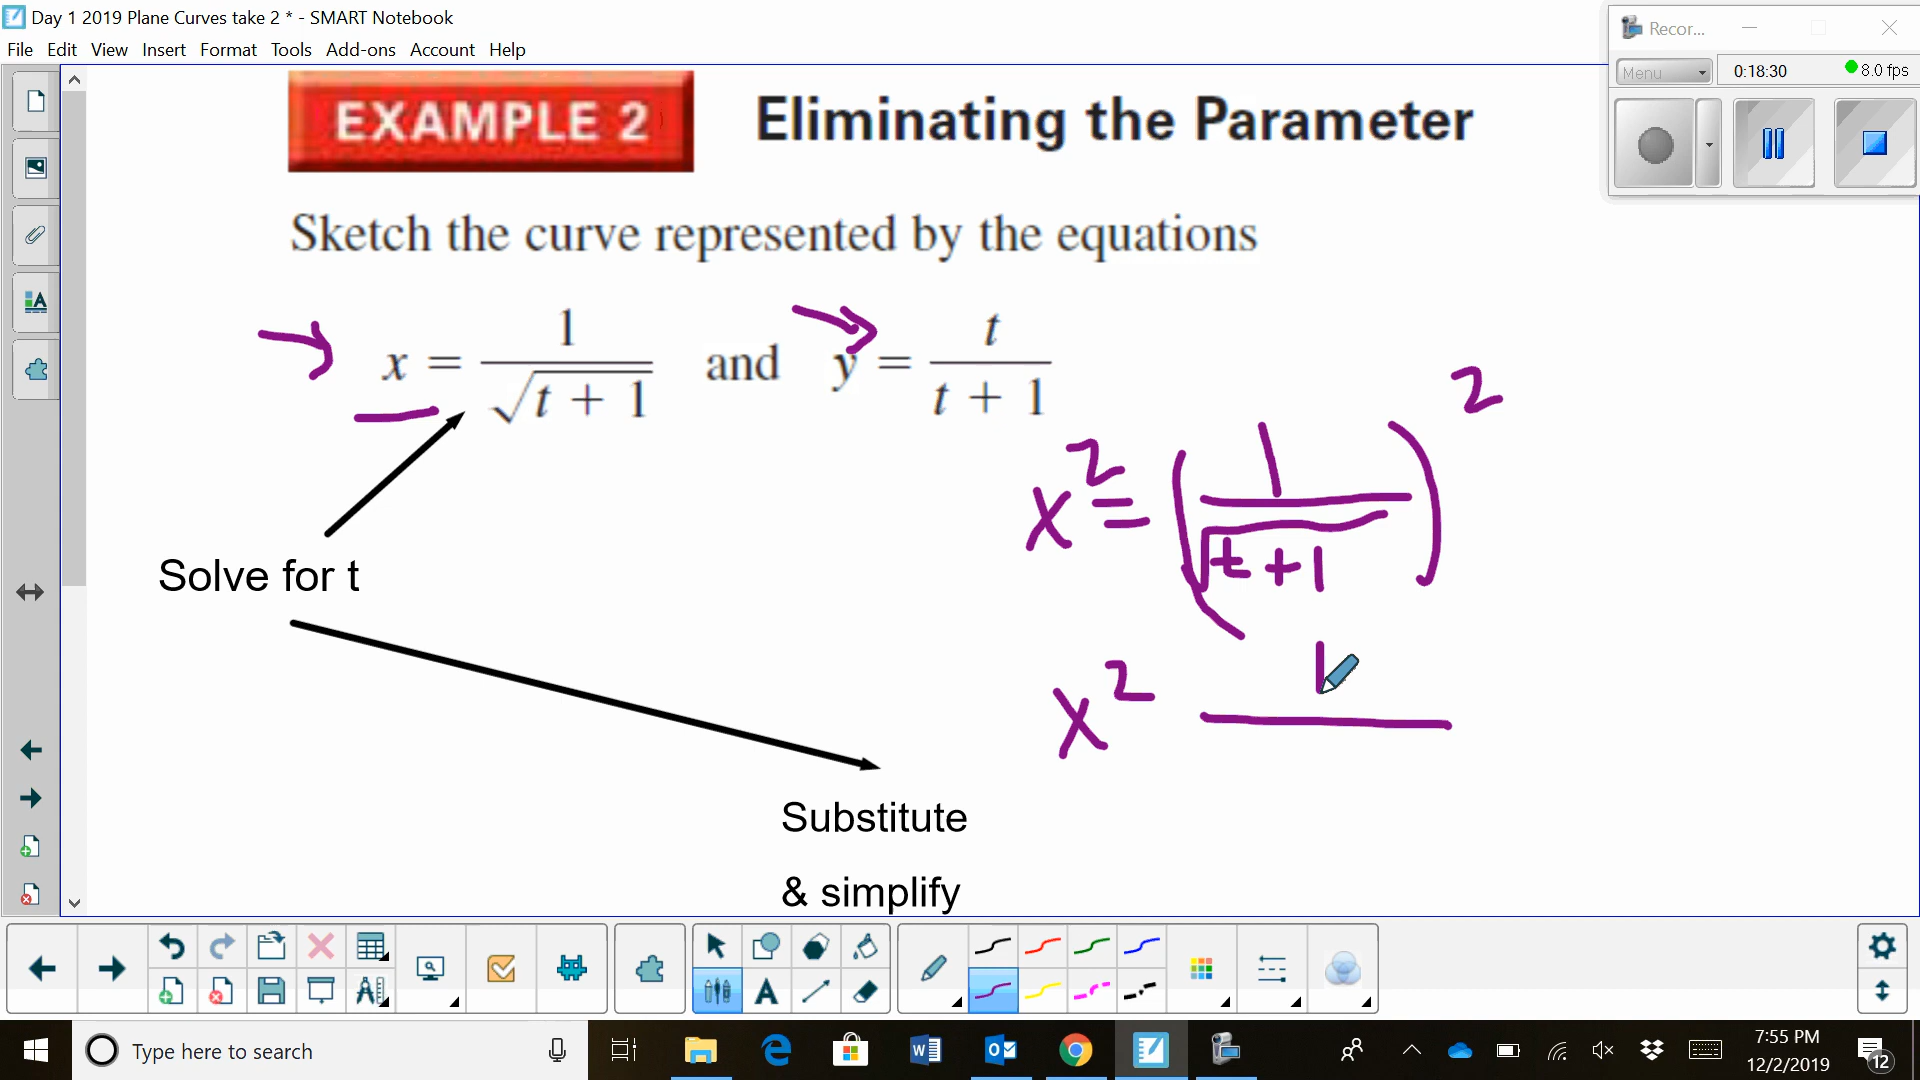 Day 1 2019 Plane Curves take 2 * - SMART Notebook
File Edit View Insert Format Tools Add-ons Account Help
Recor...
Menu 0:18:30 8.0 fps
EXAMPLE 2 Eliminating the Parameter
Sketch the curve represented by the equations
x = 1/√(t + 1) and y = t/(t + 1)
x² = (1/√(t+1))²
Solve for t
x² 1
Substitute
& simplify
Type here to search
7:55 PM
12/2/2019
12